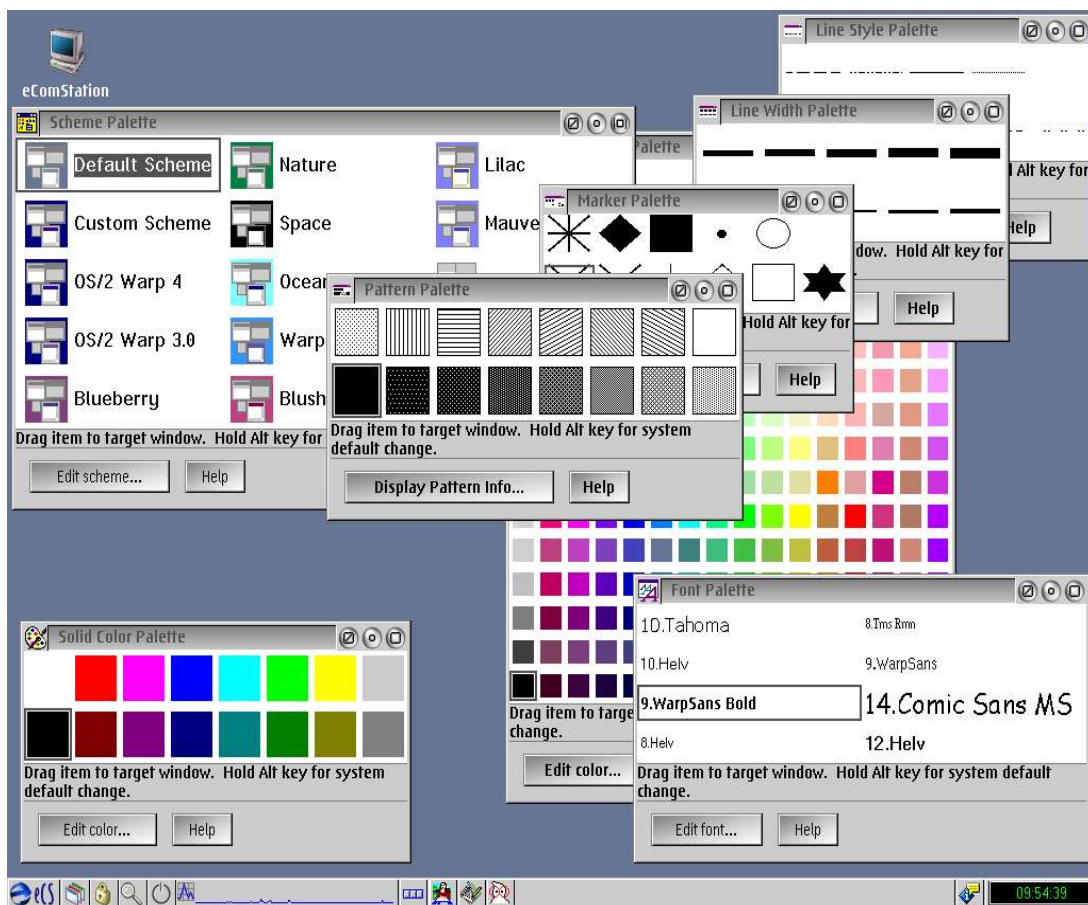 eComStation
Line Style Palette
Alt key for
Help
Line Width Palette
dow. Hold Alt key for
Help
Scheme Palette
Default Scheme
Nature
Lilac
Custom Scheme
Space
Mauve
OS/2 Warp 4
OS/2 Warp 3.0
Warp
Blueberry
Blush
Drag item to target window. Hold Alt key for
Edit scheme...
Help
Palette
Marker Palette
Hold Alt key for
Help
Pattern Palette
Drag item to target window. Hold Alt key for system
default change.
Display Pattern Info...
Help
Drag item to targe
change.
Edit color...
Solid Color Palette
Drag item to target window. Hold Alt key for system
default change.
Edit color...
Help
Font Palette
10.Tahoma
8.Tms Rmn
10.Helv
9.WarpSans
9.WarpSans Bold
14.Comic Sans MS
8.Helv
12.Helv
Drag item to target window. Hold Alt key for system default
change.
Edit font...
Help
eCS
09:54:39